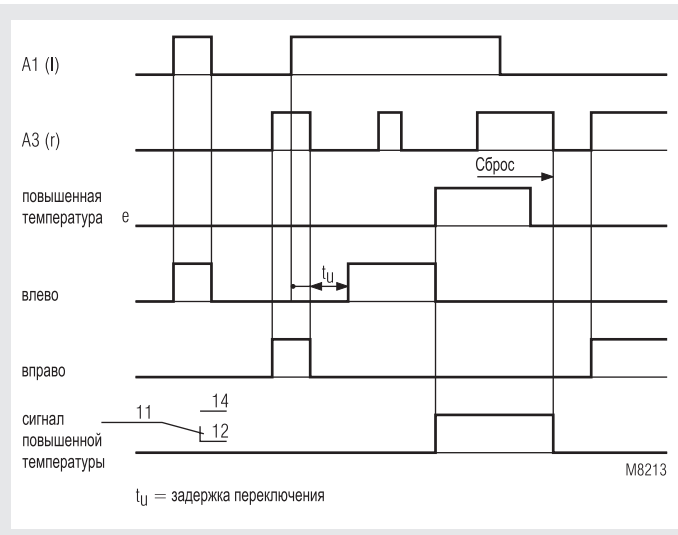 A1 (l)
A3 (r)
Сброс
повышенная
температура e
tu
влево
вправо
14
11
12
сигнал
повышенной
температуры
M8213
tu = задержка переключения